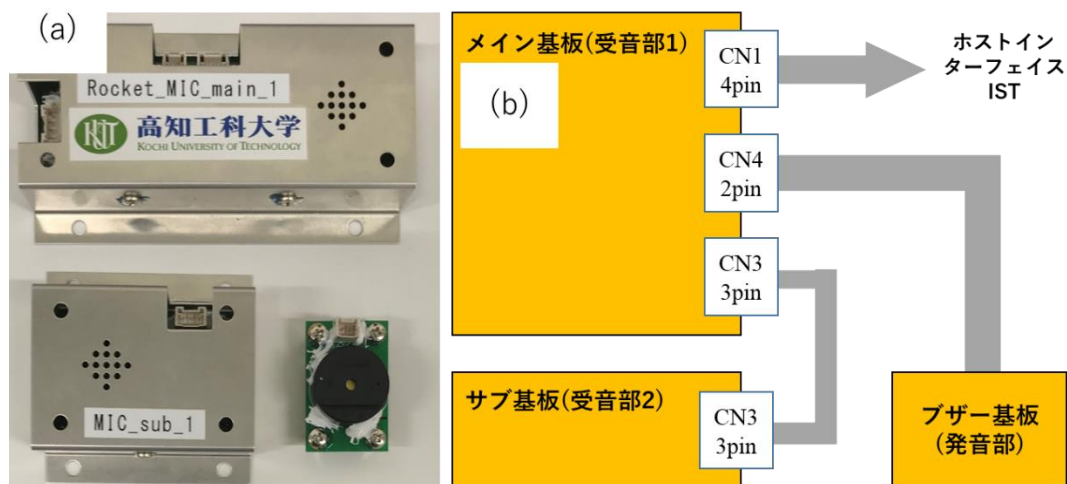 (a)
Rocket_MIC_main_1
KUT
高知工科大学
KOCHI UNIVERSITY OF TECHNOLOGY
MIC_sub_1
メイン基板(受音部1)
(b)
CN1
4pin
ホストイン
ターフェイス
IST
CN4
2pin
CN3
3pin
サブ基板(受音部2)
CN3
3pin
ブザー基板
(発音部)